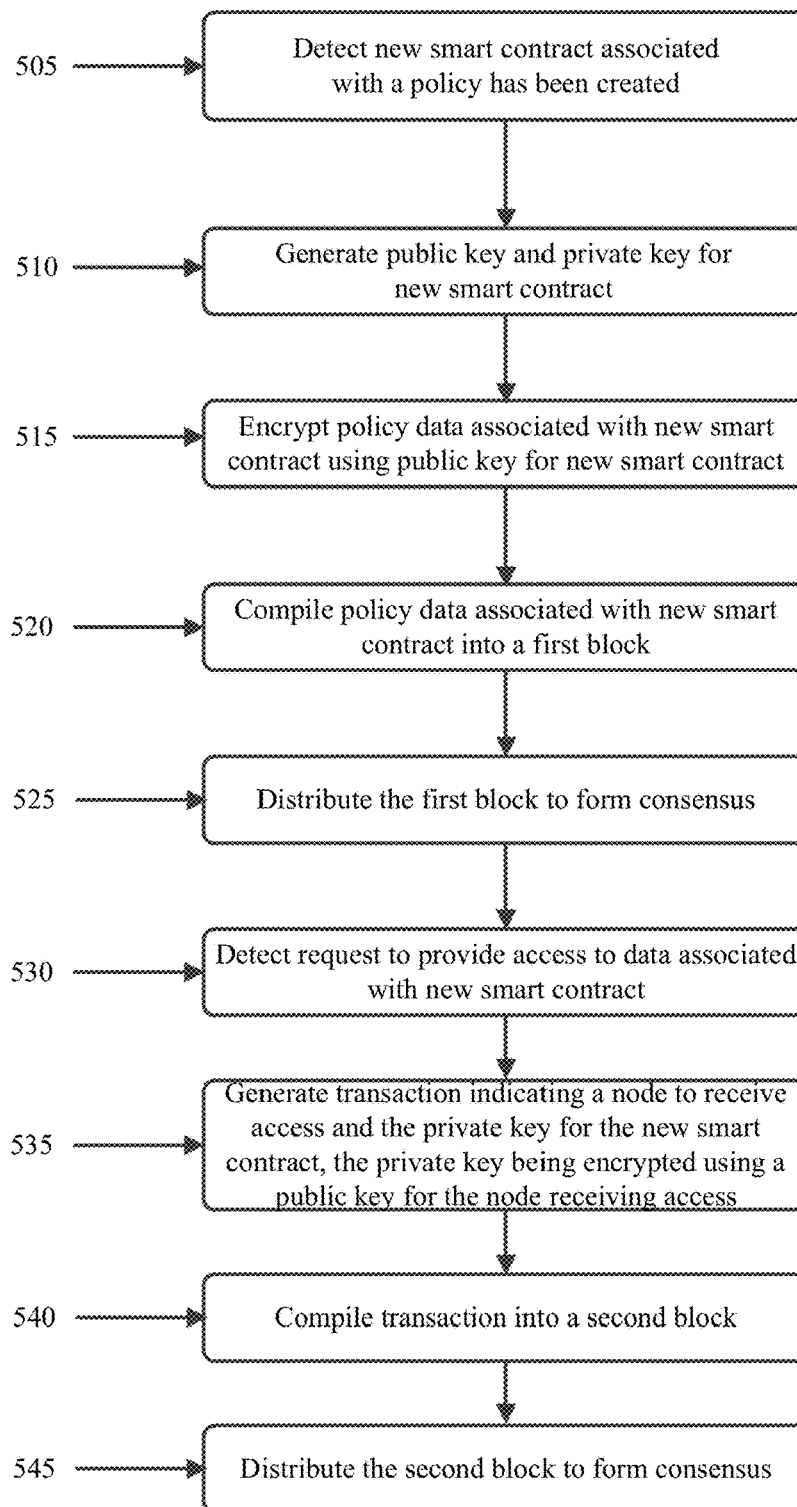 505
Detect new smart contract associated
with a policy has been created
510
Generate public key and private key for
new smart contract
515
Encrypt policy data associated with new smart
contract using public key for new smart contract
520
Compile policy data associated with new smart
contract into a first block
525
Distribute the first block to form consensus
530
Detect request to provide access to data associated
with new smart contract
535
Generate transaction indicating a node to receive
access and the private key for the new smart
contract, the private key being encrypted using a
public key for the node receiving access
540
Compile transaction into a second block
545
Distribute the second block to form consensus